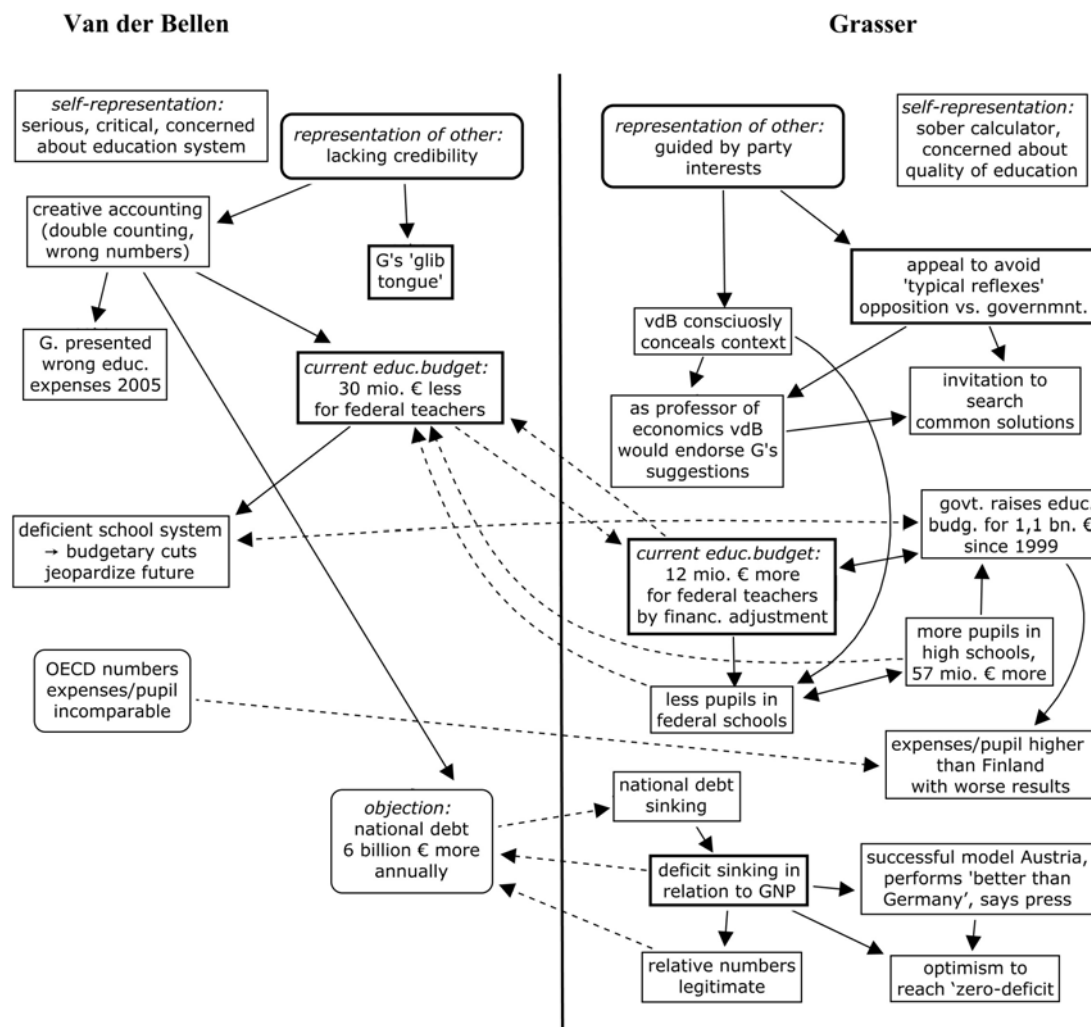 Van der Bellen
Grasser
self-representation:
serious, critical, concerned
about education system
representation of other:
lacking credibility
creative accounting
(double counting,
wrong numbers)
G's 'glib
tongue'
G. presented
wrong educ.
expenses 2005
current educ.budget:
30 mio. € less
for federal teachers
deficient school system
→ budgetary cuts
jeopardize future
OECD numbers
expenses/pupil
incomparable
objection:
national debt
6 billion € more
annually
representation of other:
guided by party
interests
self-representation:
sober calculator,
concerned about
quality of education
appeal to avoid
'typical reflexes'
opposition vs. governmnt.
vdB consciuosly
conceals context
as professor of
economics vdB
would endorse G's
suggestions
invitation to
search
common solutions
govt. raises educ.
budg. for 1,1 bn. €
since 1999
current educ.budget:
12 mio. € more
for federal teachers
by financ. adjustment
more pupils in
high schools,
57 mio. € more
less pupils in
federal schools
expenses/pupil higher
than Finland
with worse results
national debt
sinking
deficit sinking in
relation to GNP
successful model Austria,
performs 'better than
Germany’, says press
relative numbers
legitimate
optimism to
reach ‘zero-deficit